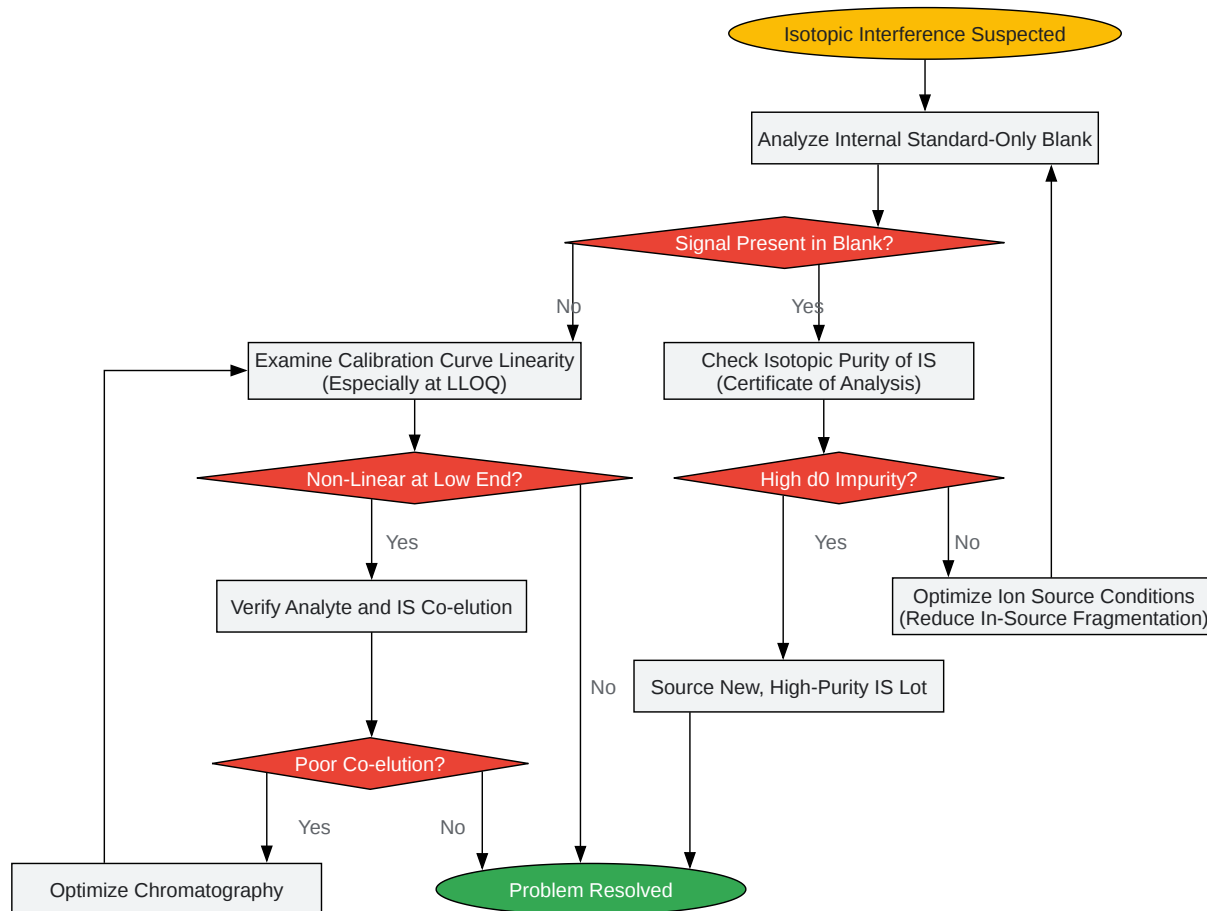 Isotopic Interference Suspected
Analyze Internal Standard-Only Blank
Signal Present in Blank?
No
Yes
Examine Calibration Curve Linearity
(Especially at LLOQ)
Check Isotopic Purity of IS
(Certificate of Analysis)
Non-Linear at Low End?
High d0 Impurity?
Yes
Yes
No
Verify Analyte and IS Co-elution
Optimize Ion Source Conditions
(Reduce In-Source Fragmentation)
No
Source New, High-Purity IS Lot
Poor Co-elution?
Yes
No
Optimize Chromatography
Problem Resolved